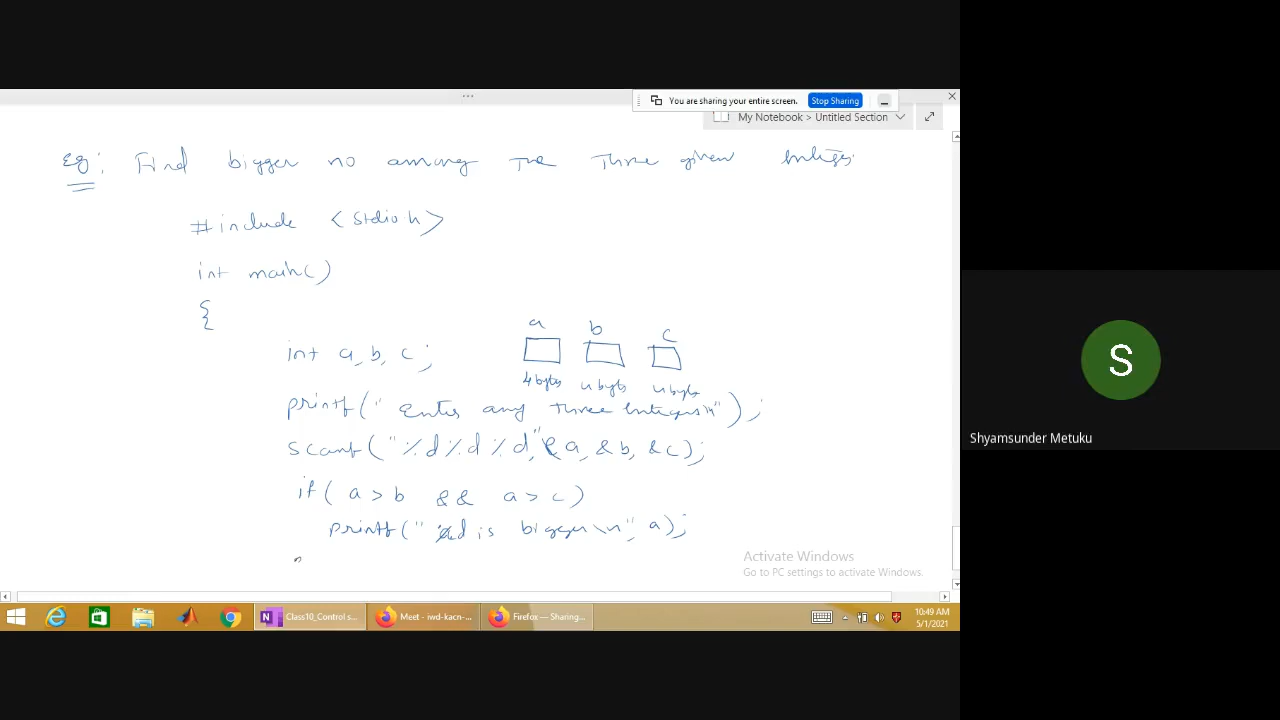 You are sharing your entire screen. Stop Sharing
My Notebook > Untitled Section
Eg: Find bigger no among the three given integers
#include <stdio.h>
int main()
{
a b c
int a, b, c;
4 bytes 4 bytes 4 bytes
printf(" Enter any three Integers\n");
scanf("%d%d%d", &a, &b, &c);
if( a > b && a > c)
printf(" %d is bigger \n", a);
S
Shyamsunder Metuku
Activate Windows
Go to PC settings to activate Windows.
Class10_Control s...
Meet - iwd-kacn-...
Firefox — Sharing...
10:49 AM
5/1/2021